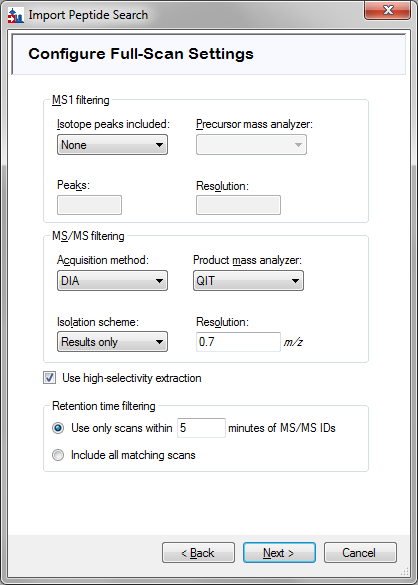 Import Peptide Search
Configure Full-Scan Settings
MS1 filtering
Isotope peaks included: Precursor mass analyzer:
None
Peaks: Resolution:
MS/MS filtering
Acquisition method: Product mass analyzer:
DIA QIT
Isolation scheme: Resolution:
Results only 0.7 m/z
Use high-selectivity extraction
Retention time filtering
Use only scans within 5 minutes of MS/MS IDs
Include all matching scans
< Back Next > Cancel